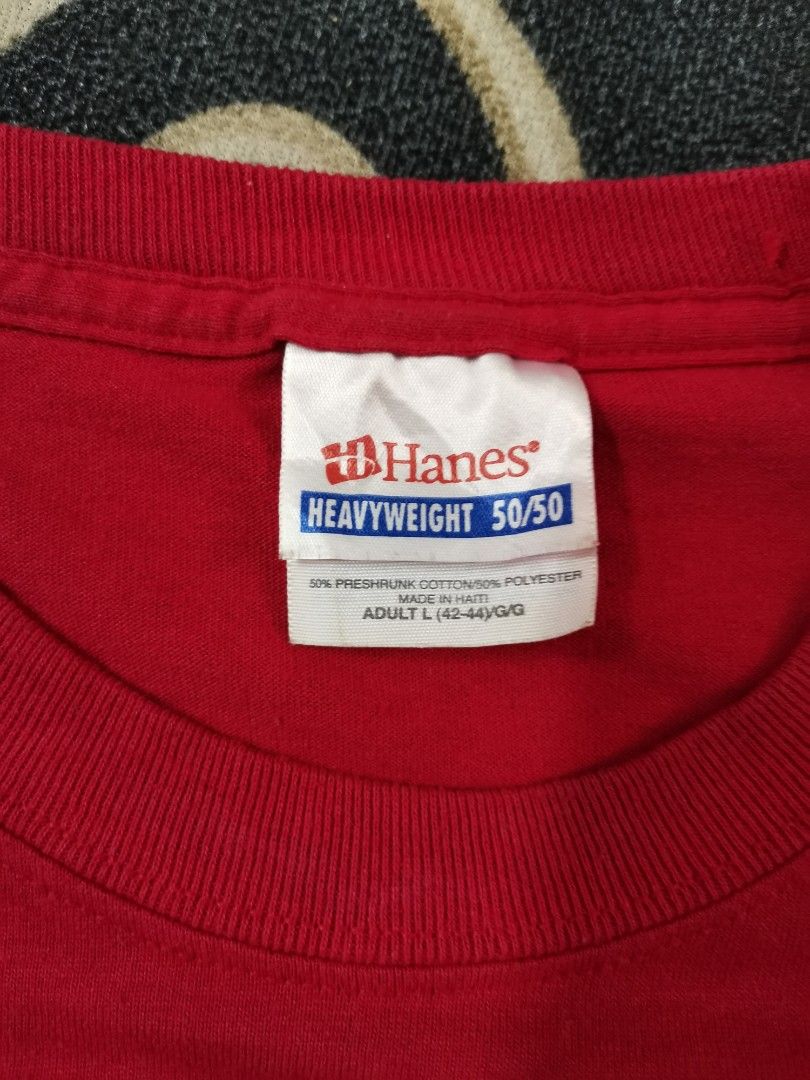 Hanes®
HEAVYWEIGHT 50/50
50% PRESHRUNK COTTON/50% POLYESTER
MADE IN HAITI
ADULT L (42-44)/G/G